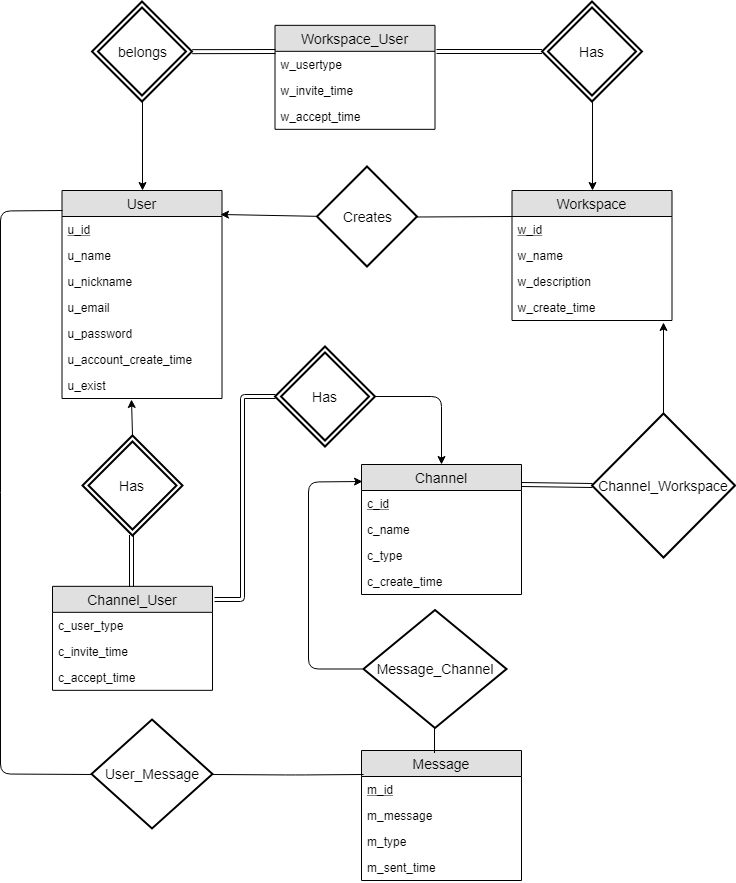 belongs
Workspace_User
w_usertype
w_invite_time
w_accept_time
Has
User
u_id
u_name
u_nickname
u_email
u_password
u_account_create_time
u_exist
Creates
Workspace
w_id
w_name
w_description
w_create_time
Has
Has
Channel
c_id
c_name
c_type
c_create_time
Channel_Workspace
Channel_User
c_user_type
c_invite_time
c_accept_time
Message_Channel
User_Message
Message
m_id
m_message
m_type
m_sent_time